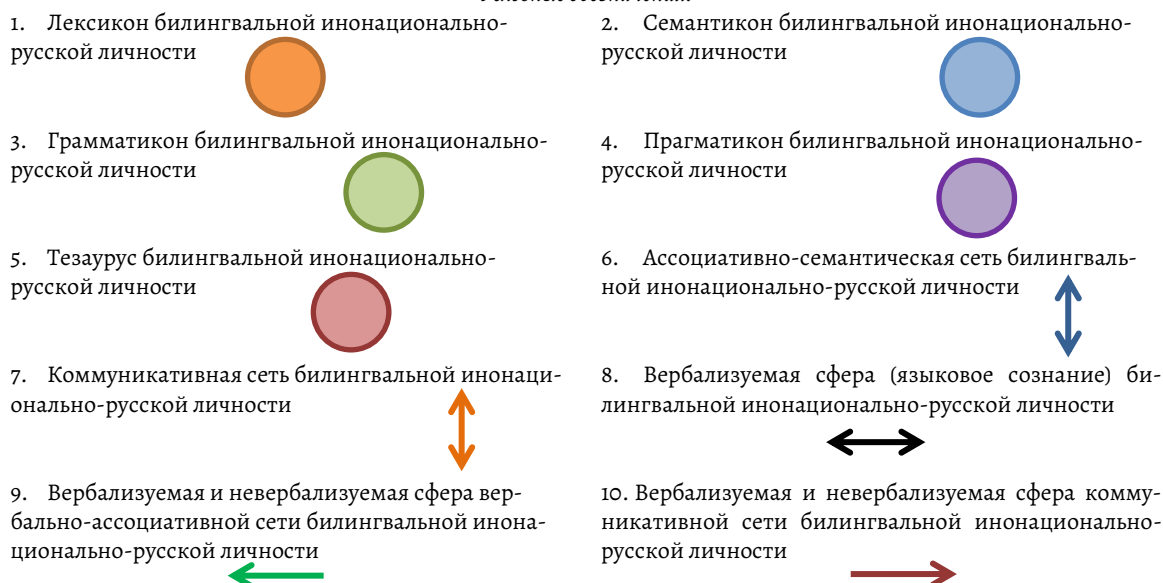 1. Лексикон билингвальной инонационально-
русской личности
2. Семантикон билингвальной инонационально-
русской личности
3. Грамматикон билингвальной инонационально-
русской личности
4. Прагматикон билингвальной инонационально-
русской личности
5. Тезаурус билингвальной инонационально-
русской личности
6. Ассоциативно-семантическая сеть билингваль-
ной инонационально-русской личности
7. Коммуникативная сеть билингвальной инонаци-
онально-русской личности
8. Вербализуемая сфера (языковое сознание) би-
лингвальной инонационально-русской личности
9. Вербализуемая и невербализуемая сфера вер-
бально-ассоциативной сети билингвальной инона-
ционально-русской личности
10. Вербализуемая и невербализуемая сфера комму-
никативной сети билингвальной инонационально-
русской личности